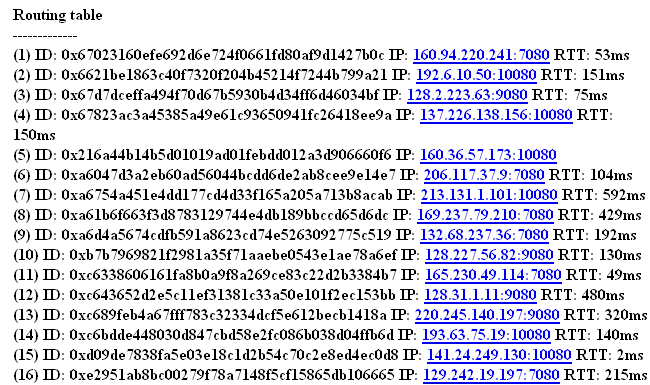 Routing table
-------------
(1) ID: 0x67023160efe692d6e724f0661fd80af9d1427b0c IP: 160.94.220.241:7080 RTT: 53ms
(2) ID: 0x6621be1863c40f7320f204b45214f7244b799a21 IP: 192.6.10.50:10080 RTT: 151ms
(3) ID: 0x67d7dceffa494f70d67b5930b4d34ff6d46034bf IP: 128.2.223.63:9080 RTT: 75ms
(4) ID: 0x67823ac3a45385a49e61c93650941fc26418ee9a IP: 137.226.138.156:10080 RTT:
150ms
(5) ID: 0x216a44b14b5d01019ad01febdd012a3d906660f6 IP: 160.36.57.173:10080
(6) ID: 0xa6047d3a2eb60ad56044bcdd6de2ab8cee9e14e7 IP: 206.117.37.9:7080 RTT: 104ms
(7) ID: 0xa6754a451e4dd177cd4d33f165a205a713b8acab IP: 213.131.1.101:10080 RTT: 592ms
(8) ID: 0xa61b6f663f3d8783129744e4db189bbccd65d6dc IP: 169.237.79.210:7080 RTT: 429ms
(9) ID: 0xa6d4a5674cdfb591a8623cd74e5263092775c519 IP: 132.68.237.36:7080 RTT: 192ms
(10) ID: 0xb7b7969821f2981a35f71aaebe0543e1ae78a6ef IP: 128.227.56.82:9080 RTT: 130ms
(11) ID: 0xc6338606161fa8b0a9f8a269ce83c22d2b3384b7 IP: 165.230.49.114:7080 RTT: 49ms
(12) ID: 0xc643652d2e5c11ef31381c33a50e101f2ec153bb IP: 128.31.1.11:9080 RTT: 480ms
(13) ID: 0xc689feb4a67fff783c32334dcf5e612becb1418a IP: 220.245.140.197:9080 RTT: 320ms
(14) ID: 0xc6bdde448030d847cbd58e2fc086b038d04ffb6d IP: 193.63.75.19:10080 RTT: 140ms
(15) ID: 0xd09de7838fa5e03e18c1d2b54c70c2e8ed4ec0d8 IP: 141.24.249.130:10080 RTT: 2ms
(16) ID: 0xe2951ab8bc00279f78a7148f5cf15865db106665 IP: 129.242.19.197:7080 RTT: 215ms